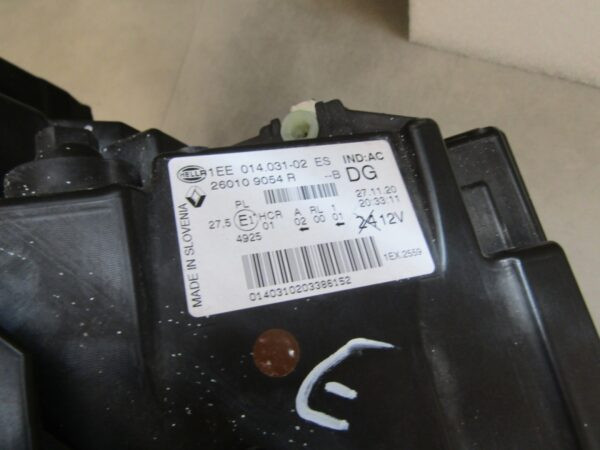 HELLA 1EE 014.031-02 ES IND:AC
26010 9054 R --B DG
PL 27.11.20
20:33:11
27,5 E1 HCR A RL 1
01 02 00 01 24 12V
4925
1EX.2559
0140310203386152
MADE IN SLOVENIA
E